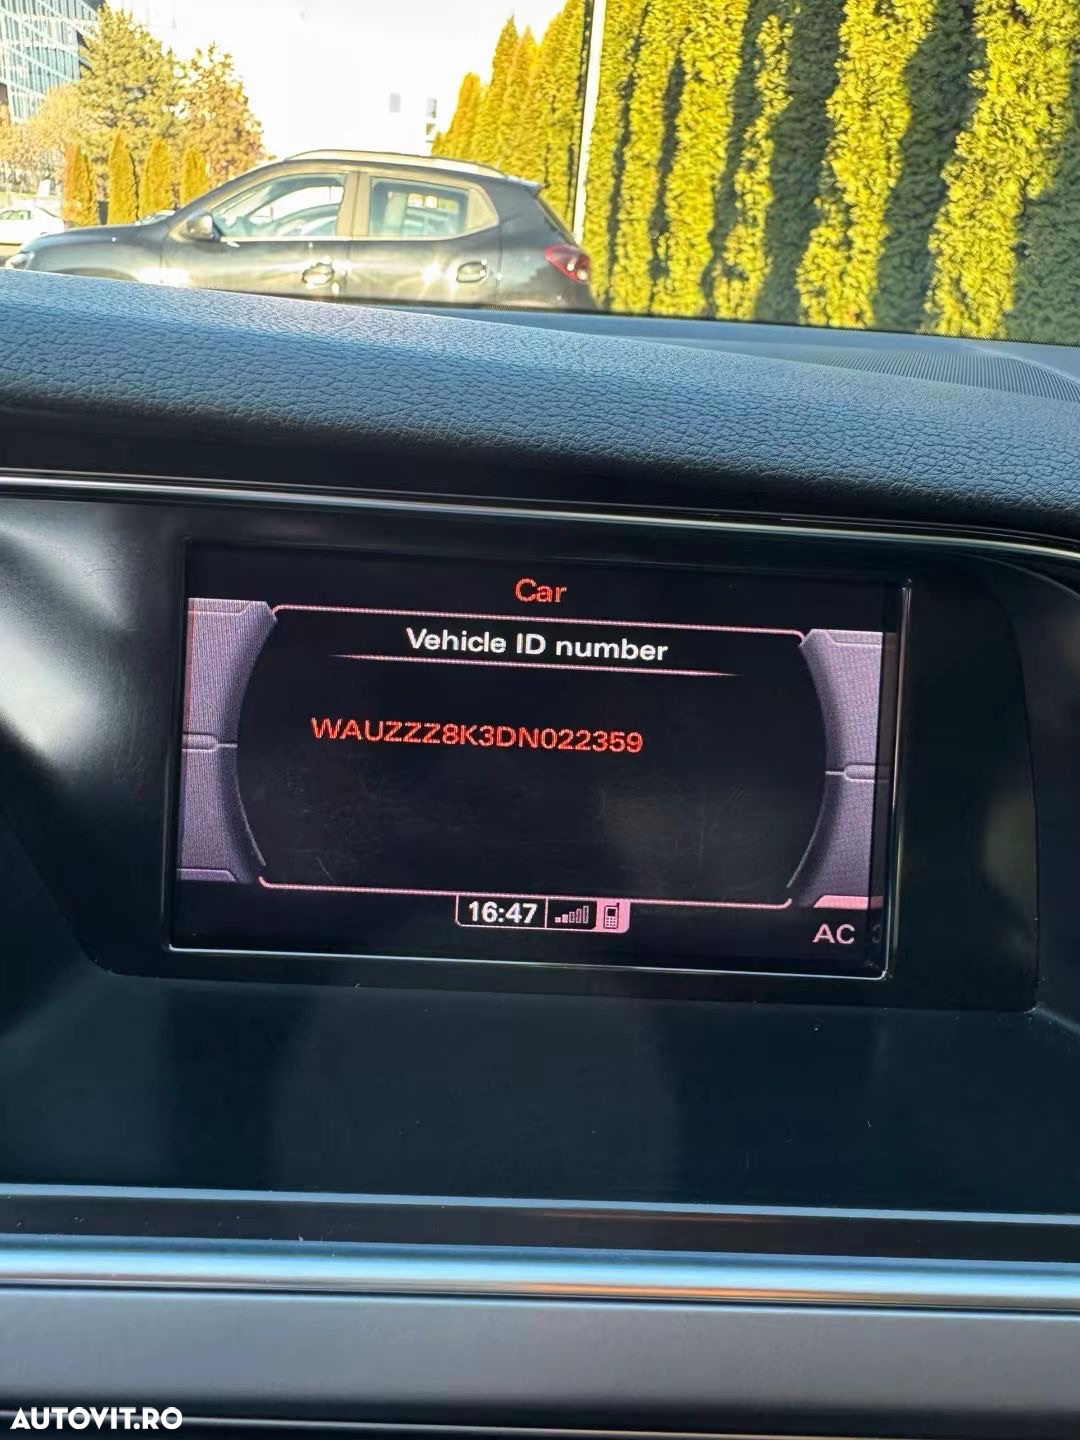 Car
Vehicle ID number
WAUZZZ8K3DN022359
16:47
AC
AUTOVIT.RO